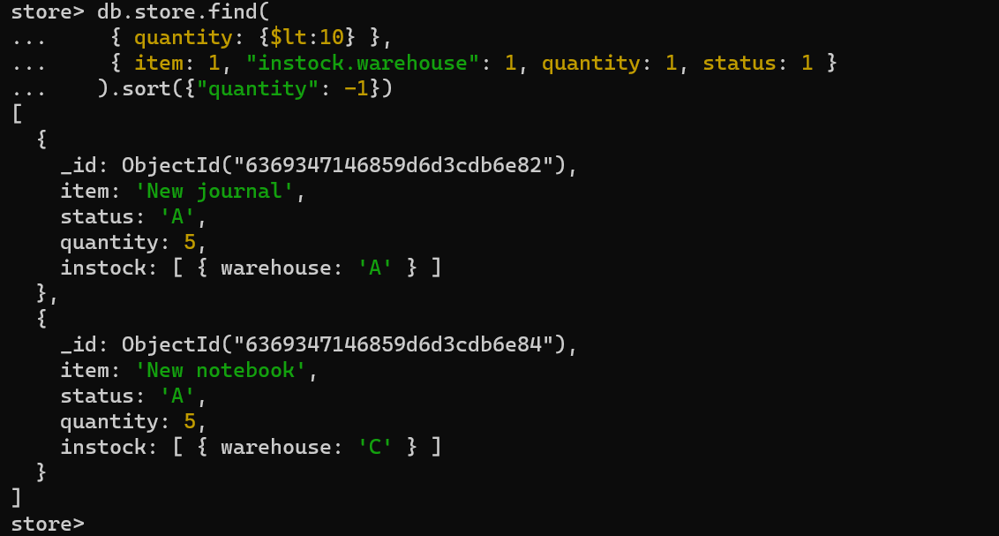 store> db.store.find(
...     { quantity: {$lt:10} },
...     { item: 1, "instock.warehouse": 1, quantity: 1, status: 1 }
...    ).sort({"quantity": -1})
[
  {
    _id: ObjectId("6369347146859d6d3cdb6e82"),
    item: 'New journal',
    status: 'A',
    quantity: 5,
    instock: [ { warehouse: 'A' } ]
  },
  {
    _id: ObjectId("6369347146859d6d3cdb6e84"),
    item: 'New notebook',
    status: 'A',
    quantity: 5,
    instock: [ { warehouse: 'C' } ]
  }
]
store>